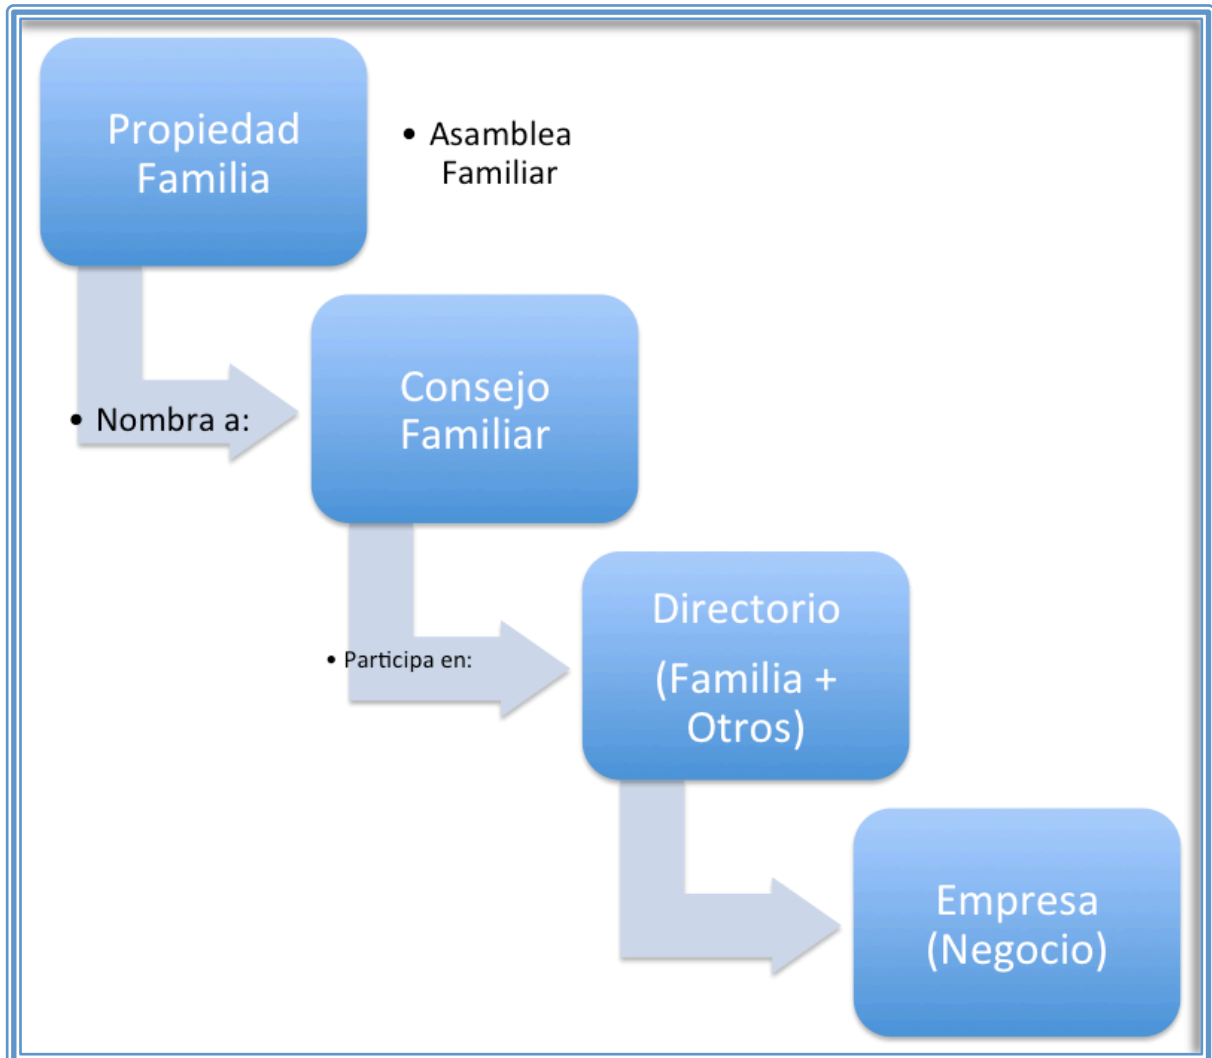 Propiedad
Familia
• Asamblea
Familiar
• Nombra a:
Consejo
Familiar
• Participa en:
Directorio
(Familia +
Otros)
Empresa
(Negocio)